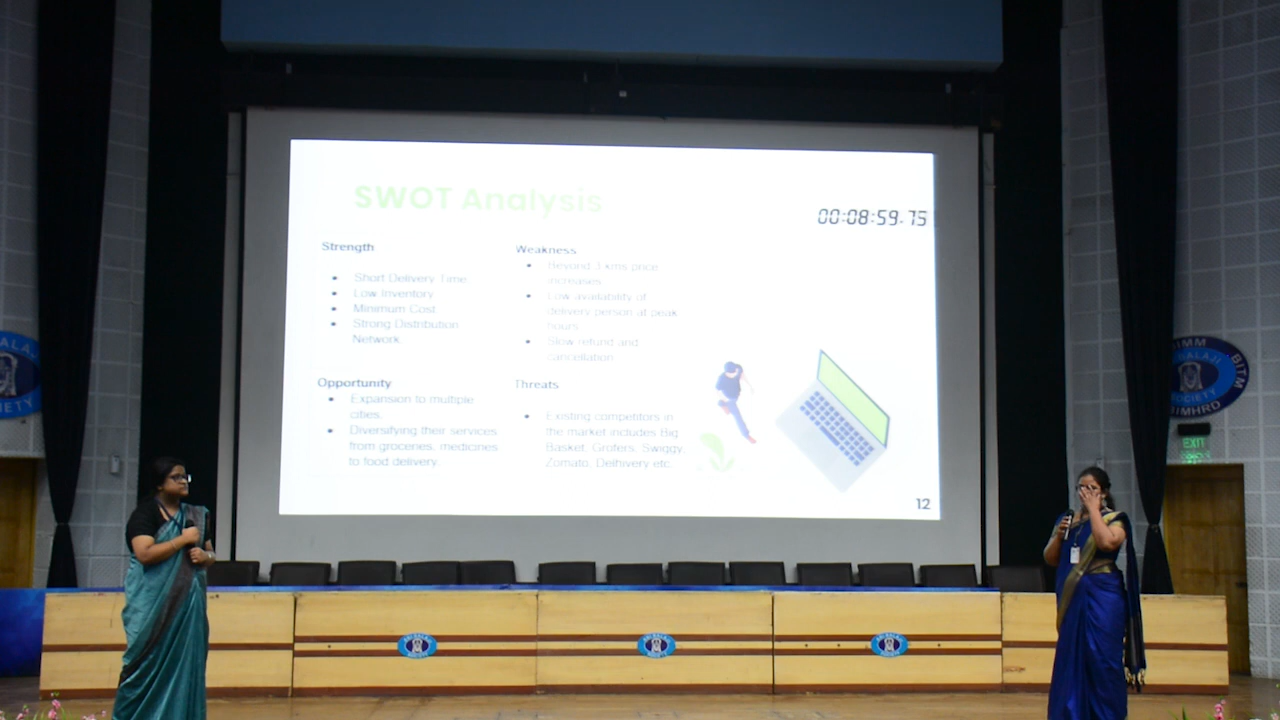 SWOT Analysis
00:08:59.75
Strength
• Short Delivery Time
• Low Inventory
• Minimum Cost
• Strong Distribution
Network.
Weakness
• Beyond 3 kms price
increases
• Low availability of
delivery person at peak
hours
• Slow refund and
cancellation
Opportunity
• Expansion to multiple
cities.
• Diversifying their services
from groceries, medicines
to food delivery.
Threats
• Existing competitors in
the market includes Big
Basket, Grofers, Swiggy,
Zomato, Delhivery etc.
12
BITM
SOCIETY
BIMHRD
EXIT